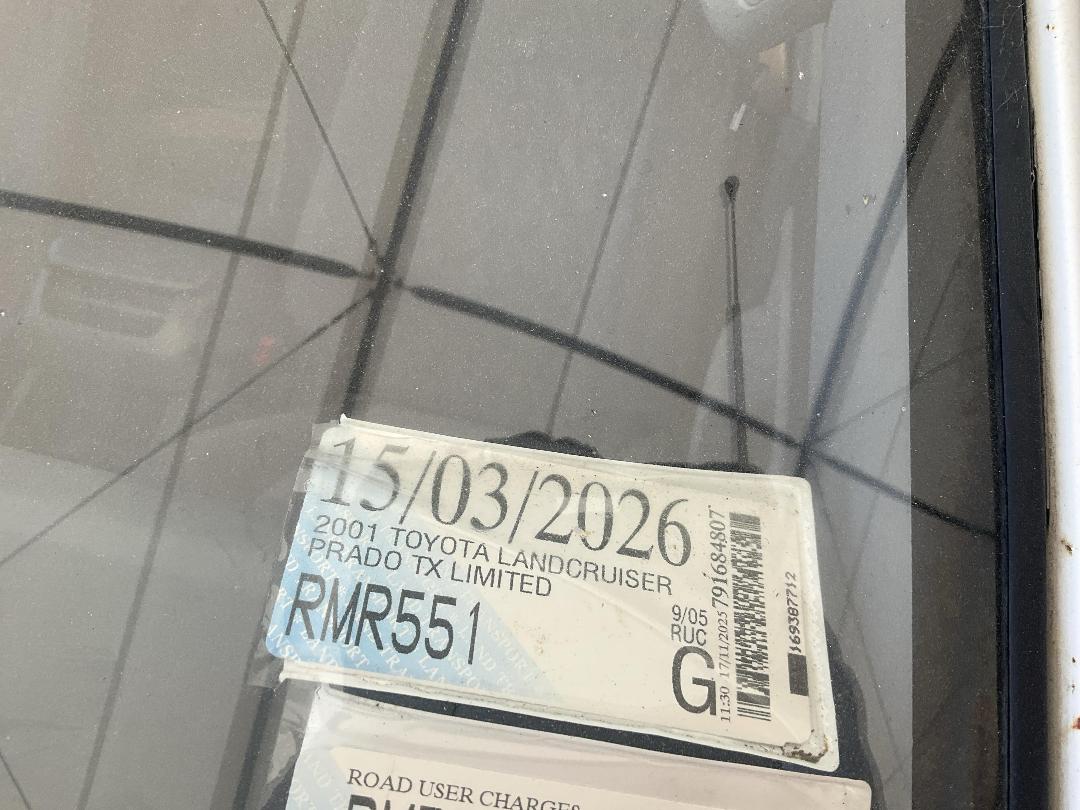 15/03/2026
2001 TOYOTA LANDCRUISER
PRADO TX LIMITED
RMR551
9/05
RUC
G
11:30 17/11/2025 791684807
169387712
ROAD USER CHARGES